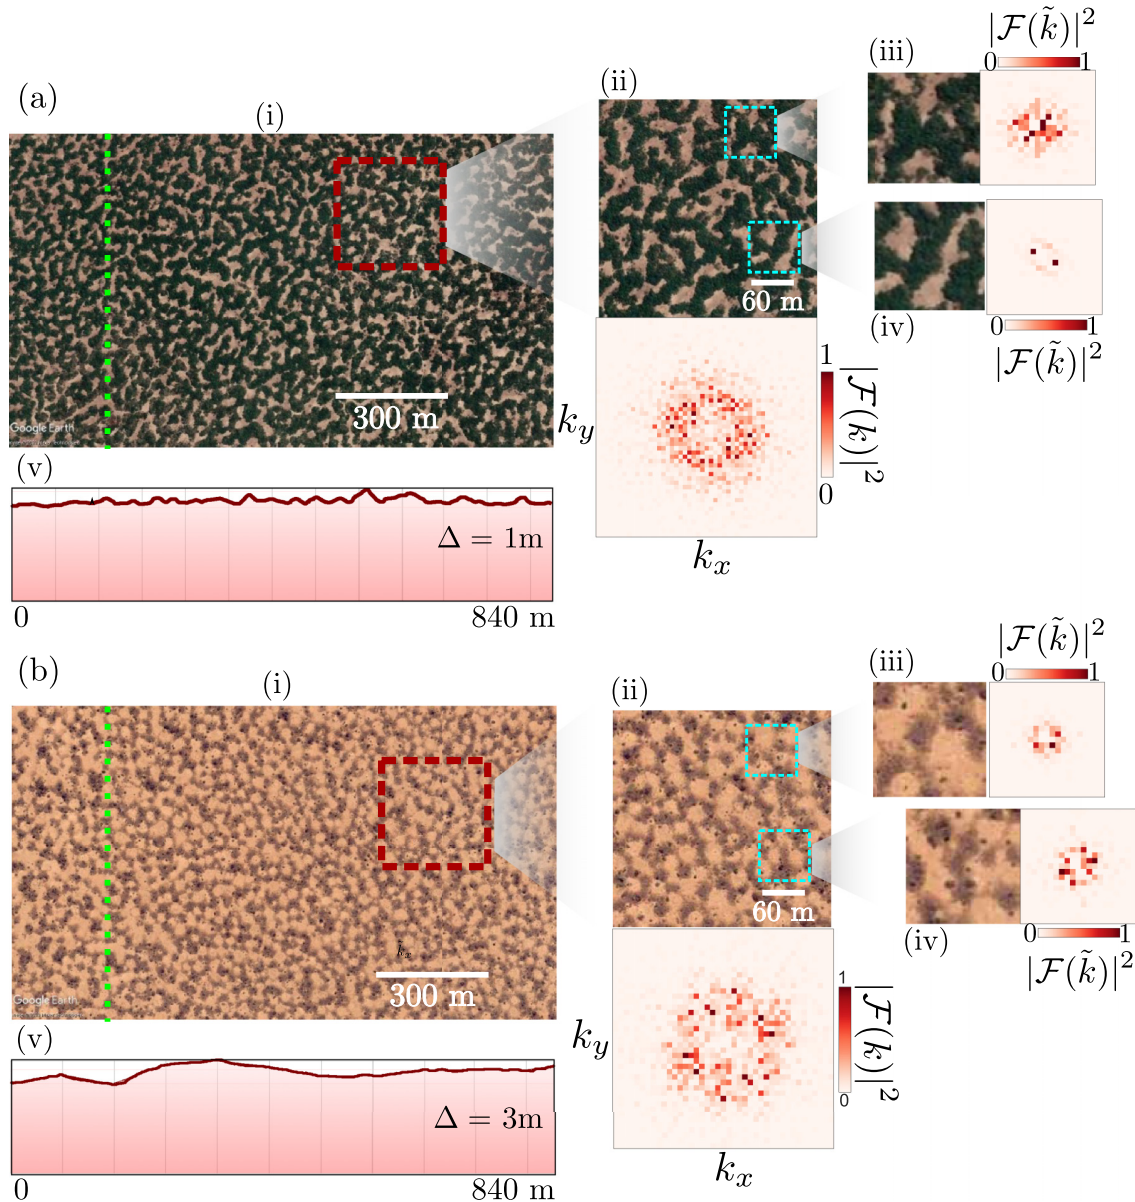 (a)
(i)
300 m
Google Earth
(ii)
60 m
k_y
k_x
1
|F(k)|²
0
(iii)
|F(k̃)|²
0 1
(iv)
0 1
|F(k̃)|²
(v)
Δ = 1m
0 840 m
(b)
(i)
k_x
300 m
Google Earth
(ii)
60 m
k_y
k_x
1
|F(k)|²
0
(iii)
|F(k̃)|²
0 1
(iv)
0 1
|F(k̃)|²
(v)
Δ = 3m
0 840 m